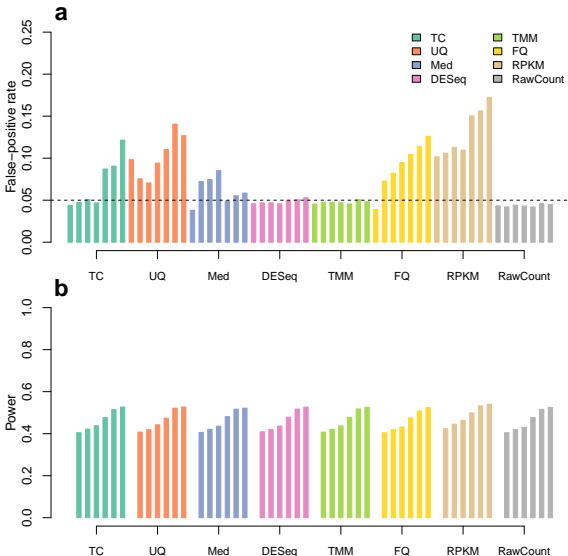 a
False−positive rate
0.25
0.20
0.15
0.10
0.05
0.00
TC
UQ
Med
DESeq
TMM
FQ
RPKM
RawCount
TC
UQ
Med
DESeq
TMM
FQ
RPKM
RawCount
b
Power
1.0
0.8
0.6
0.4
0.2
0.0
TC
UQ
Med
DESeq
TMM
FQ
RPKM
RawCount